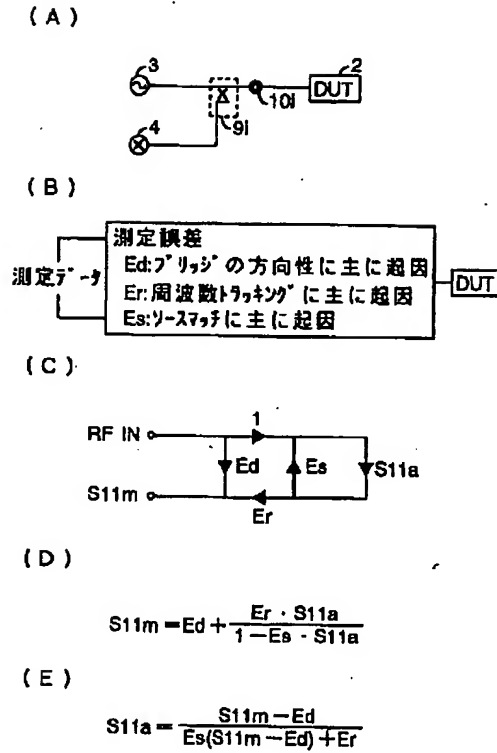 (A)
3
2
DUT
10i
9i
4
(B)
測定誤差
Ed:ブリッジの方向性に主に起因
測定データ
Er:周波数トラッキングに主に起因
DUT
Es:ソースマッチに主に起因
(C)
1
RF IN
Ed
Es
S11a
S11m
Er
(D)
S11m = Ed + Er · S11a / 1 - Es · S11a
(E)
S11a = S11m - Ed / Es(S11m - Ed) + Er